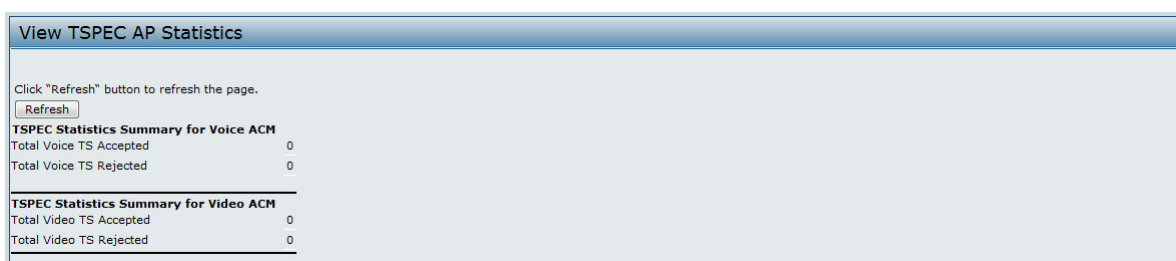 View TSPEC AP Statistics
Click "Refresh" button to refresh the page.
Refresh
TSPEC Statistics Summary for Voice ACM
Total Voice TS Accepted 0
Total Voice TS Rejected 0
TSPEC Statistics Summary for Video ACM
Total Video TS Accepted 0
Total Video TS Rejected 0